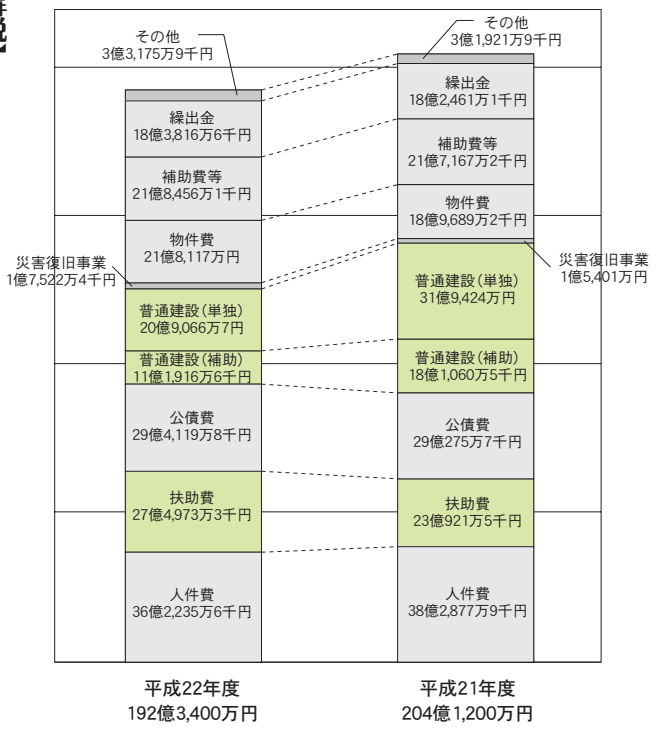 その他
3億3,175万9千円
繰出金
18億3,816万6千円
補助費等
21億8,456万1千円
物件費
21億8,117万円
災害復旧事業
1億7,522万4千円
普通建設(単独)
20億9,066万7円
普通建設(補助)
11億1,916万6千円
公債費
29億4,119万8千円
扶助費
27億4,973万3千円
人件費
36億2,235万6千円
平成22年度
192億3,400万円
その他
3億1,921万9千円
繰出金
18億2,461万1千円
補助費等
21億7,167万2千円
物件費
18億9,689万2千円
災害復旧事業
1億5,401万円
普通建設(単独)
31億9,424万円
普通建設(補助)
18億1,060万5千円
公債費
29億275万7千円
扶助費
23億921万5千円
人件費
38億2,877万9千円
平成21年度
204億1,200万円